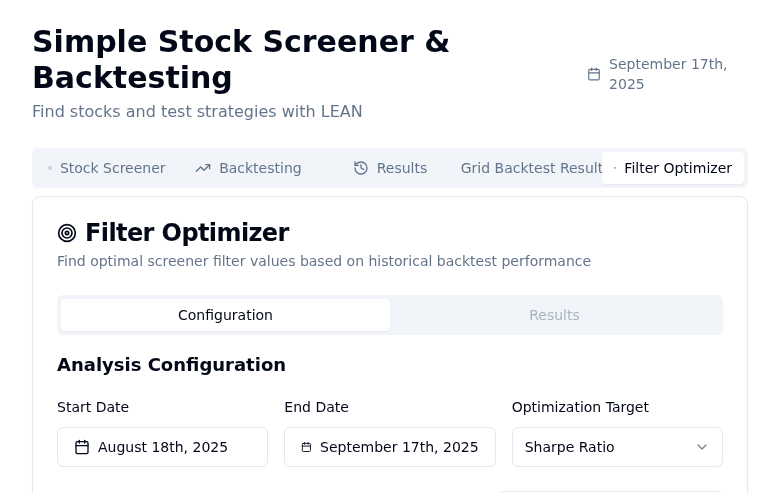 Simple Stock Screener &
Backtesting
September 17th,
2025
Find stocks and test strategies with LEAN
Stock Screener
Backtesting
Results
Grid Backtest Result
Filter Optimizer
Filter Optimizer
Find optimal screener filter values based on historical backtest performance
Configuration
Results
Analysis Configuration
Start Date
End Date
Optimization Target
August 18th, 2025
September 17th, 2025
Sharpe Ratio